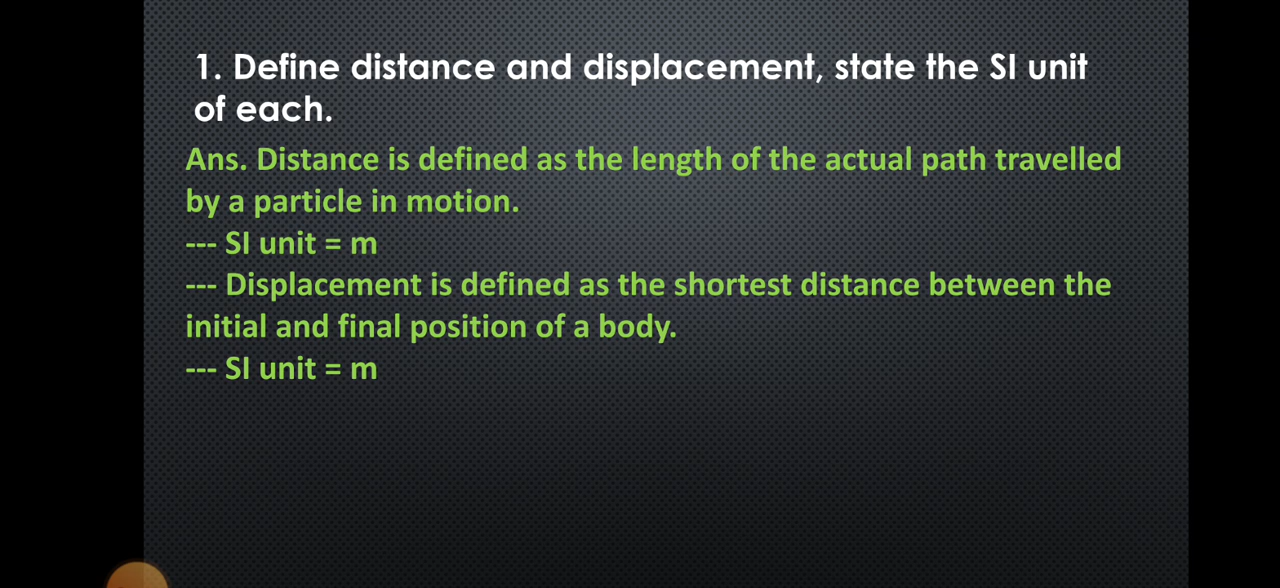 1. Define distance and displacement, state the SI unit
of each.
Ans. Distance is defined as the length of the actual path travelled
by a particle in motion.
--- SI unit = m
--- Displacement is defined as the shortest distance between the
initial and final position of a body.
--- SI unit = m